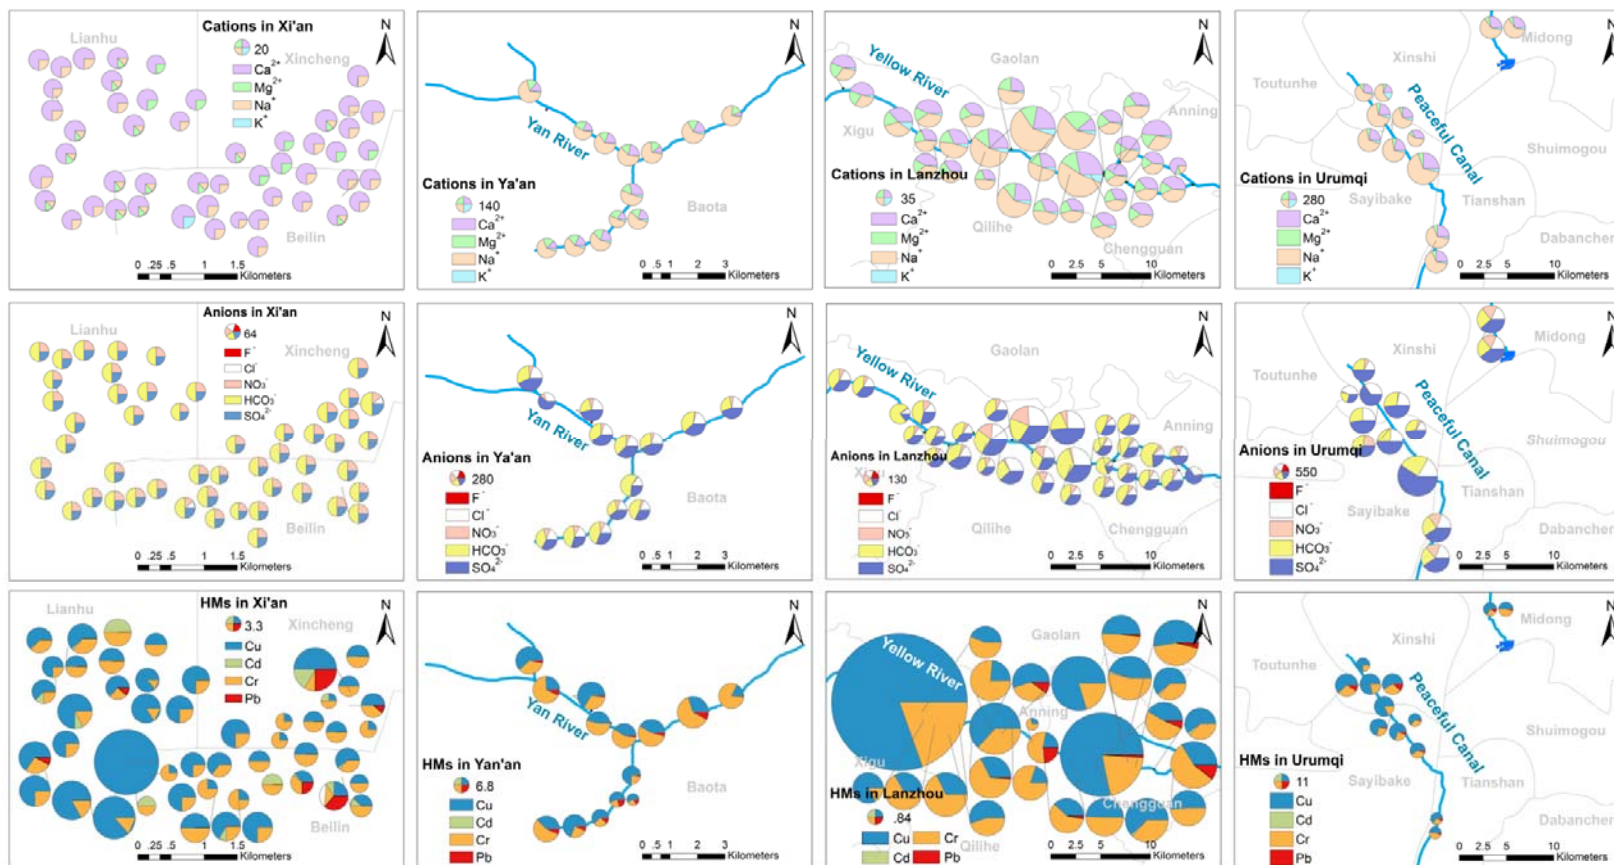 Cations in Xi'an
N
Lianhu
Xincheng
20
Ca2+
Mg2+
Na+
K+
Beilin
0 .25 .5 1 1.5
Kilometers
N
Yan River
Cations in Ya'an
140
Ca2+
Mg2+
Na+
K+
Baota
0 .5 1 2 3
Kilometers
N
Yellow River
Gaolan
Anning
Xigu
Cations in Lanzhou
35
Ca2+
Mg2+
Na+
K+
Qilihe
Chengguan
0 2.5 5 10
Kilometers
N
Xinshi
Midong
Toutunhe
Peaceful Canal
Shuimogou
Cations in Urumqi
Sayibake
Tianshan
280
Ca2+
Mg2+
Na+
K+
Dabanchen
0 2.5 5 10
Kilometers
Anions in Xi'an
N
Lianhu
Xincheng
64
F-
Cl-
NO3-
HCO3-
SO42-
Beilin
0 .25 .5 1 1.5
Kilometers
N
Yan River
Anions in Ya'an
280
F-
Cl-
NO3-
HCO3-
SO42-
Baota
0 .5 1 2 3
Kilometers
N
Gaolan
Yellow River
Anning
Anions in Lanzhou
Xigu
130
F-
Cl-
NO3-
HCO3-
SO42-
Qilihe
Chengguan
0 2.5 5 10
Kilometers
N
Xinshi
Midong
Toutunhe
Peaceful Canal
Shuimogou
Anions in Urumqi
550
Tianshan
Sayibake
F-
Cl-
NO3-
HCO3-
SO42-
Dabanchen
0 2.5 5 10
Kilometers
HMs in Xi'an
N
Lianhu
Xincheng
3.3
Cu
Cd
Cr
Pb
Beilin
0 .25 .5 1 1.5
Kilometers
N
Yan River
HMs in Yan'an
6.8
Cu
Cd
Cr
Pb
Baota
0 .5 1 2 3
Kilometers
N
Gaolan
Yellow River
Anning
Xigu
HMs in Lanzhou
Chengguan
.84
Cu
Cr
Cd
Pb
Qilihe
0 2.5 5 10
Kilometers
N
Xinshi
Midong
Toutunhe
Peaceful Canal
Shuimogou
HMs in Urumqi
Sayibake
Tianshan
11
Cu
Cd
Cr
Pb
Dabanchen
0 2.5 5 10
Kilometers